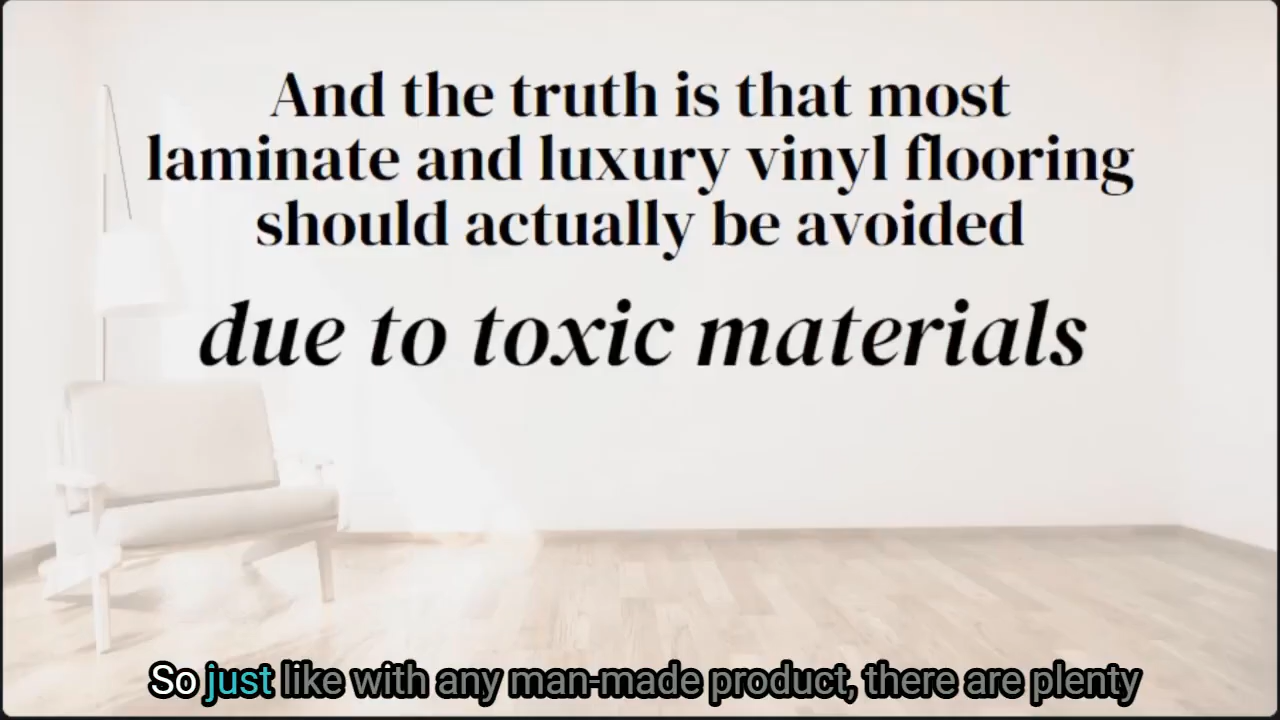 And the truth is that most
laminate and luxury vinyl flooring
should actually be avoided
due to toxic materials
So just like with any man-made product, there are plenty